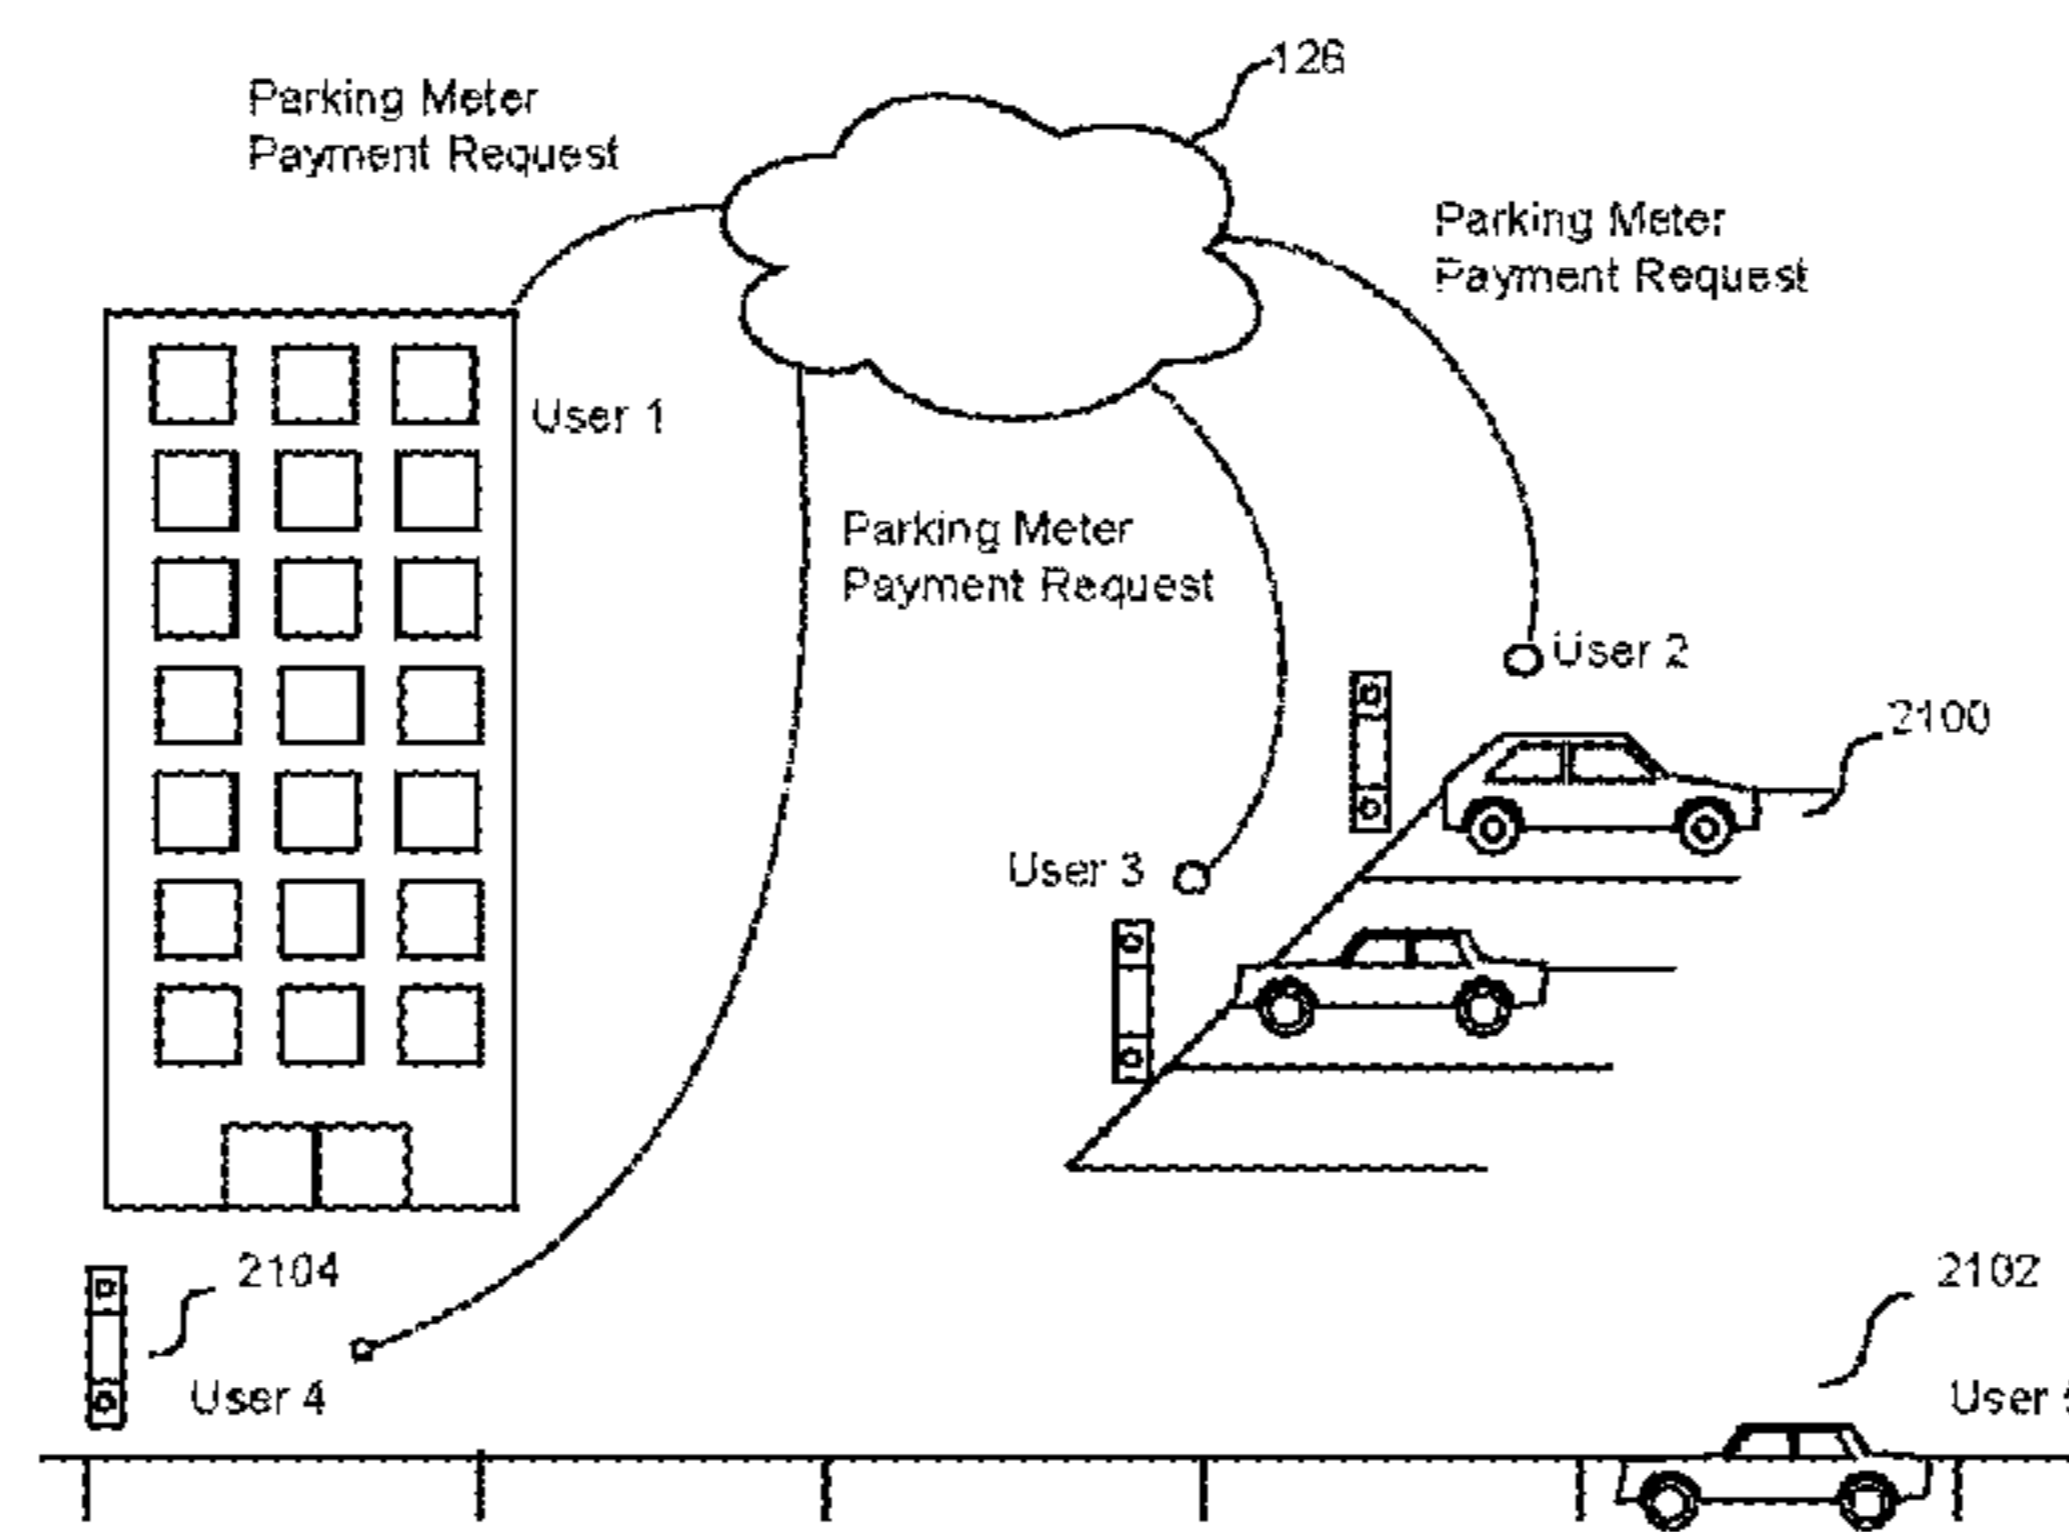 126
Parking Meter
Payment Request
Parking Meter
Payment Request
User 1
Parking Meter
Payment Request
User 2
2100
User 3
2104
2102
User 4
User